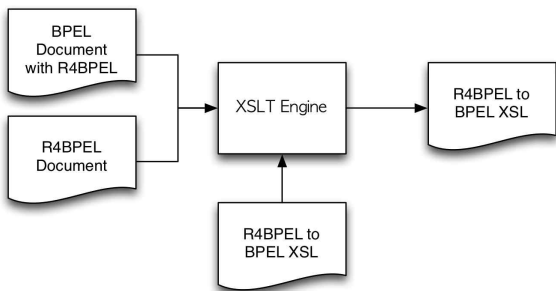 BPEL
Document
with R4BPEL
R4BPEL
Document
XSLT Engine
R4BPEL to
BPEL XSL
R4BPEL to
BPEL XSL